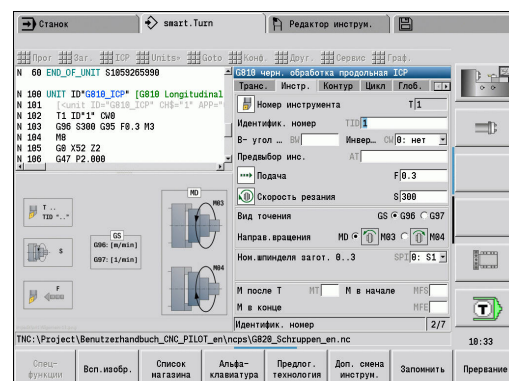 Станок
smart.Turn
Редактор инструм.
Прог Заг. ICP Units» Goto Конф. Друг. Сервис Граф.
N 60 END_OF_UNIT S1059265990
N 100 UNIT ID"G810_ICP" [G810 Longitudinal
N 101 [<unit ID="G810_ICP" CH$="1" APP="
N 102 T1 ID"1" CW0
N 103 G96 S300 G95 F0.3 M3
N 104 M8
N 105 G0 X52 Z2
N 106 G47 P2.000
G810 черн. обработка продольная ICP
Транс. Инстр. Контур Цикл Глоб.
Номер инструмента T 1
Идентифик. номер TID 1
B- угол ... BW Инвер… CW 0: нет
Предвыбор инс. AT
Подача F 0.3
Скорость резания S 300
Вид точения GS G96 G97
Направ.вращения MD M03 M04
Ном.шпинделя загот. 0..3 SPI 0: S1
М после Т MT М в начале MFS
М в конце MFE
Идентифик. номер 2/7
T ..
TID "."
S
F
GS
G96: [m/min]
G97: [1/min]
MD
M03
M04
TNC:\Project\Benutzerhandbuch_CNC_PILOT_en\ncps\G820_Schruppen_en.nc
18:33
T
Спец- функции
Всп.изобр.
Список магазина
Альфа- клавиатура
Предлог. технология
Доп. смена инструм.
Запомнить
Прервание